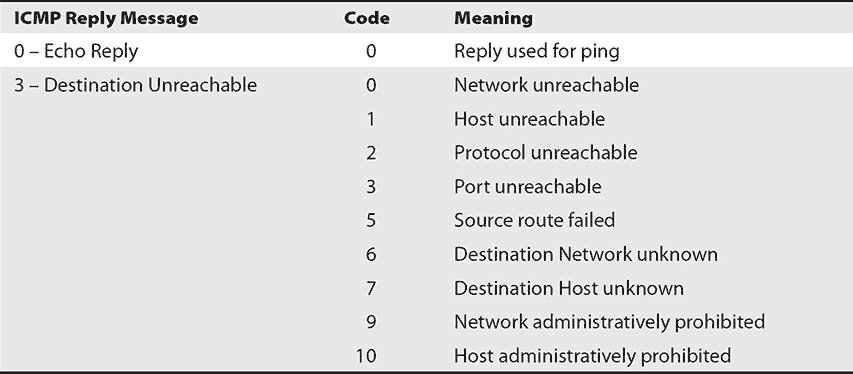 ICMP Reply Message Code Meaning
0 – Echo Reply 0 Reply used for ping
3 – Destination Unreachable 0 Network unreachable
1 Host unreachable
2 Protocol unreachable
3 Port unreachable
5 Source route failed
6 Destination Network unknown
7 Destination Host unknown
9 Network administratively prohibited
10 Host administratively prohibited